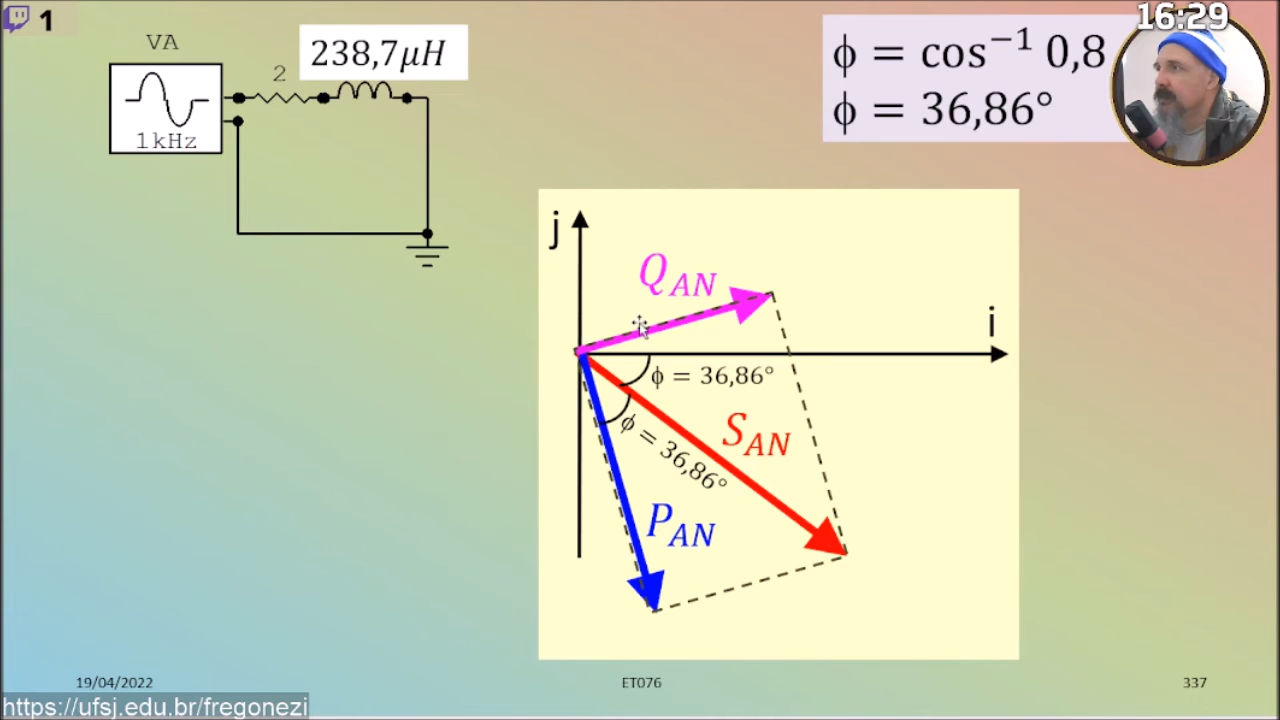 1
16:29
VA
2
238,7μH
1kHz
ϕ = cos⁻¹ 0,8
ϕ = 36,86°
j
Q_AN
i
ϕ = 36,86°
S_AN
ϕ = 36,86°
P_AN
19/04/2022
ET076
337
https://ufsj.edu.br/fregonezi